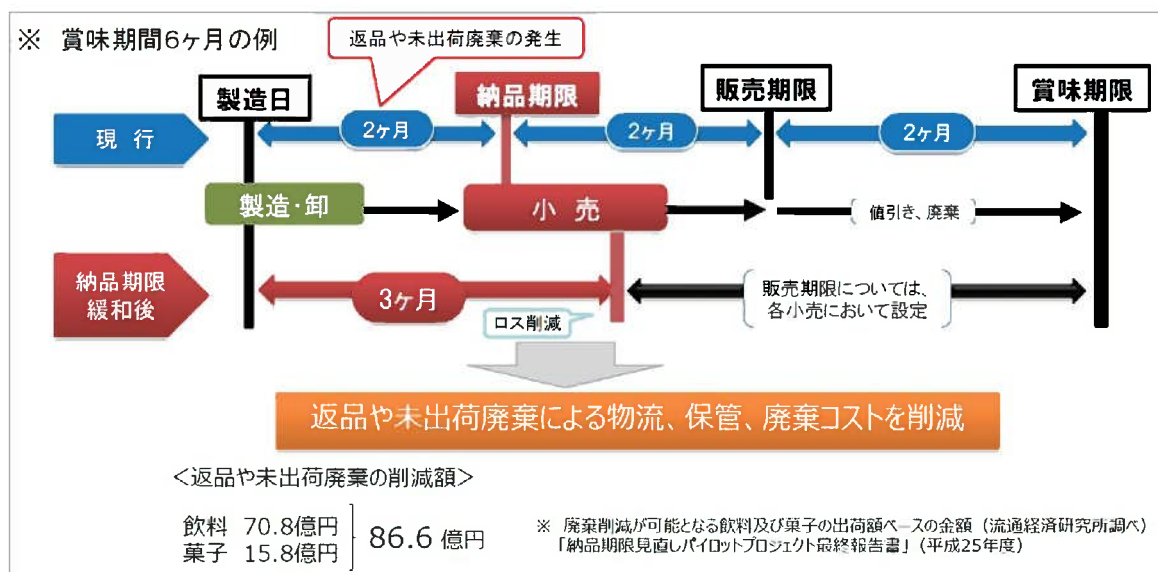 ※ 賞味期間6ヶ月の例
返品や未出荷廃棄の発生
製造日
納品期限
販売期限
賞味期限
現 行
2ヶ月
2ヶ月
2ヶ月
製造・卸
小 売
値引き、廃棄
納品期限
緩和後
3ヶ月
販売期限については、
各小売において設定
ロス削減
返品や未出荷廃棄による物流、保管、廃棄コストを削減
<返品や未出荷廃棄の削減額>
飲料 70.8億円
菓子 15.8億円
86.6 億円
※ 廃棄削減が可能となる飲料及び菓子の出荷額ベースの金額（流通経済研究所調べ）
「納品期限見直しパイロットプロジェクト最終報告書」（平成25年度）